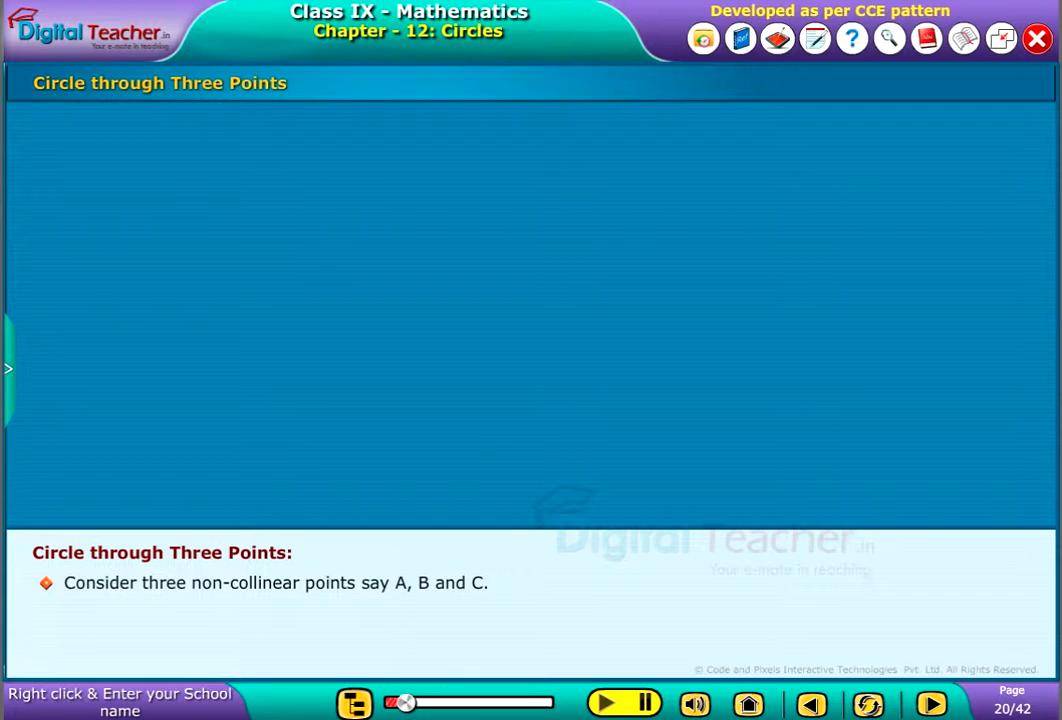 Digital Teacher.in
Your e-mate in teaching
Class IX - Mathematics
Chapter - 12: Circles
Developed as per CCE pattern
Ref
?
Circle through Three Points
>
Digital Teacher.in
Your e-mate in teaching
Circle through Three Points:
Consider three non-collinear points say A, B and C.
© Code and Pixels Interactive Technologies Pvt. Ltd. All Rights Reserved.
Right click & Enter your School
name
Page
20/42